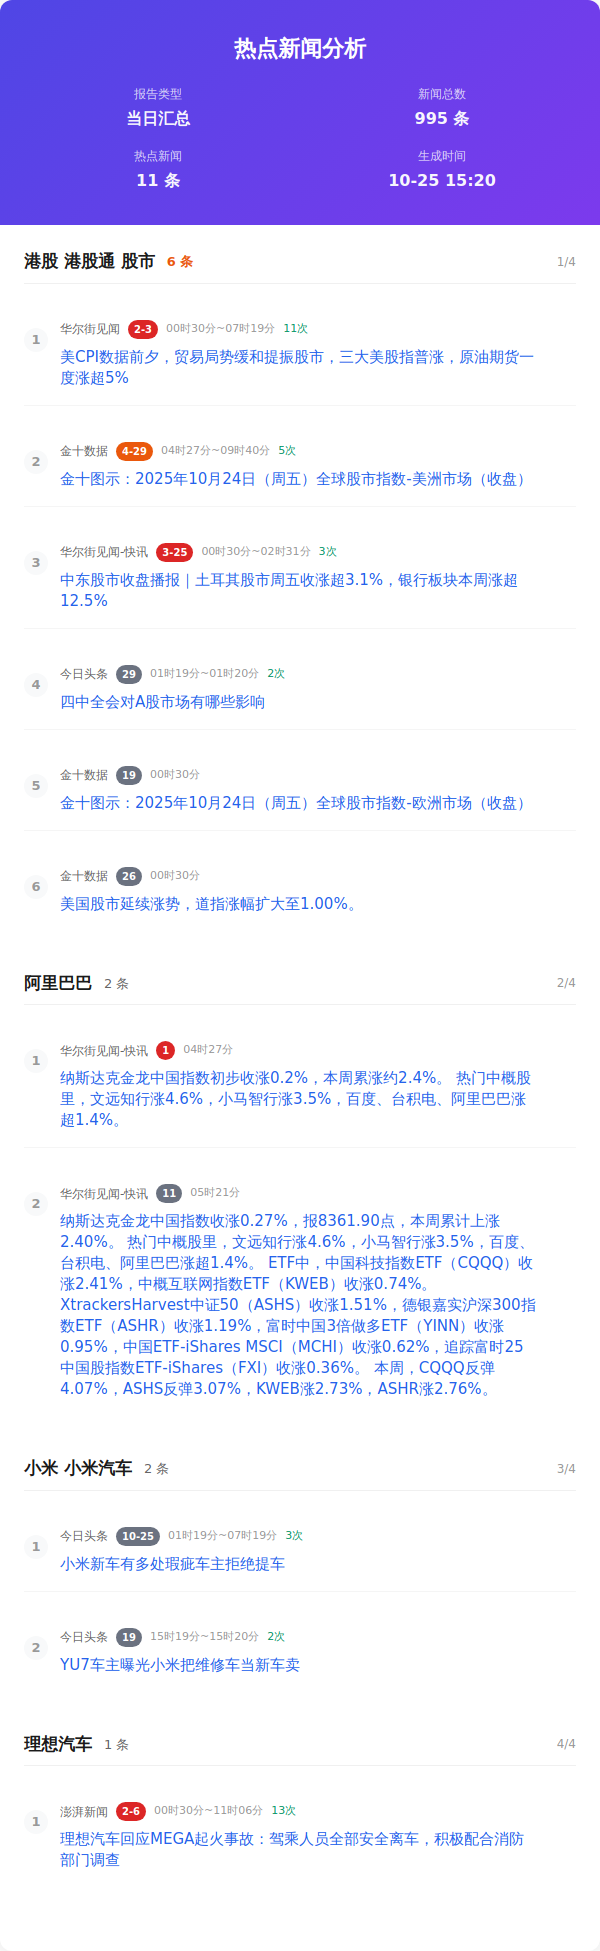 热点新闻分析
报告类型
当日汇总
新闻总数
995 条
热点新闻
11 条
生成时间
10-25 15:20
港股 港股通 股市 6 条 1/4
1
华尔街见闻 2-3 00时30分~07时19分 11次
美CPI数据前夕，贸易局势缓和提振股市，三大美股指普涨，原油期货一
度涨超5%
2
金十数据 4-29 04时27分~09时40分 5次
金十图示：2025年10月24日（周五）全球股市指数-美洲市场（收盘）
3
华尔街见闻-快讯 3-25 00时30分~02时31分 3次
中东股市收盘播报｜土耳其股市周五收涨超3.1%，银行板块本周涨超
12.5%
4
今日头条 29 01时19分~01时20分 2次
四中全会对A股市场有哪些影响
5
金十数据 19 00时30分
金十图示：2025年10月24日（周五）全球股市指数-欧洲市场（收盘）
6
金十数据 26 00时30分
美国股市延续涨势，道指涨幅扩大至1.00%。
阿里巴巴 2 条 2/4
1
华尔街见闻-快讯 1 04时27分
纳斯达克金龙中国指数初步收涨0.2%，本周累涨约2.4%。 热门中概股
里，文远知行涨4.6%，小马智行涨3.5%，百度、台积电、阿里巴巴涨
超1.4%。
2
华尔街见闻-快讯 11 05时21分
纳斯达克金龙中国指数收涨0.27%，报8361.90点，本周累计上涨
2.40%。 热门中概股里，文远知行涨4.6%，小马智行涨3.5%，百度、
台积电、阿里巴巴涨超1.4%。 ETF中，中国科技指数ETF（CQQQ）收
涨2.41%，中概互联网指数ETF（KWEB）收涨0.74%。
XtrackersHarvest中证50（ASHS）收涨1.51%，德银嘉实沪深300指
数ETF（ASHR）收涨1.19%，富时中国3倍做多ETF（YINN）收涨
0.95%，中国ETF-iShares MSCI（MCHI）收涨0.62%，追踪富时25
中国股指数ETF-iShares（FXI）收涨0.36%。 本周，CQQQ反弹
4.07%，ASHS反弹3.07%，KWEB涨2.73%，ASHR涨2.76%。
小米 小米汽车 2 条 3/4
1
今日头条 10-25 01时19分~07时19分 3次
小米新车有多处瑕疵车主拒绝提车
2
今日头条 19 15时19分~15时20分 2次
YU7车主曝光小米把维修车当新车卖
理想汽车 1 条 4/4
1
澎湃新闻 2-6 00时30分~11时06分 13次
理想汽车回应MEGA起火事故：驾乘人员全部安全离车，积极配合消防
部门调查